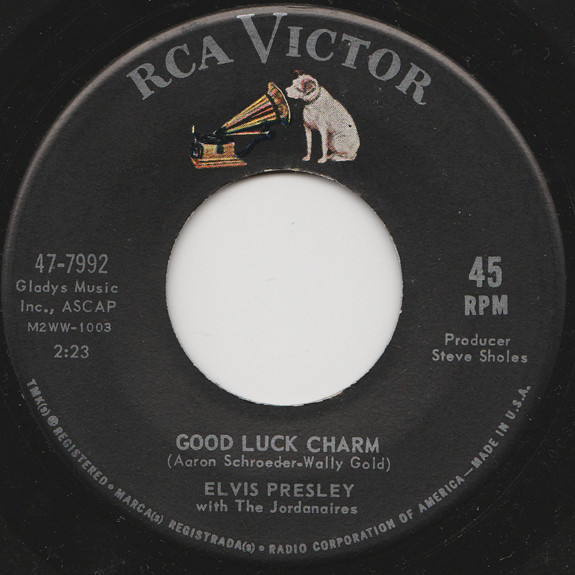 RCA VICTOR
47-7992
Gladys Music
Inc., ASCAP
M2WW-1003
2:23
45
RPM
Producer
Steve Sholes
GOOD LUCK CHARM
(Aaron Schroeder-Wally Gold)
ELVIS PRESLEY
with The Jordanaires
TMK(s)®REGISTERED • MARCA(s) REGISTRADA(s) • RADIO CORPORATION OF AMERICA—MADE IN U.S.A.